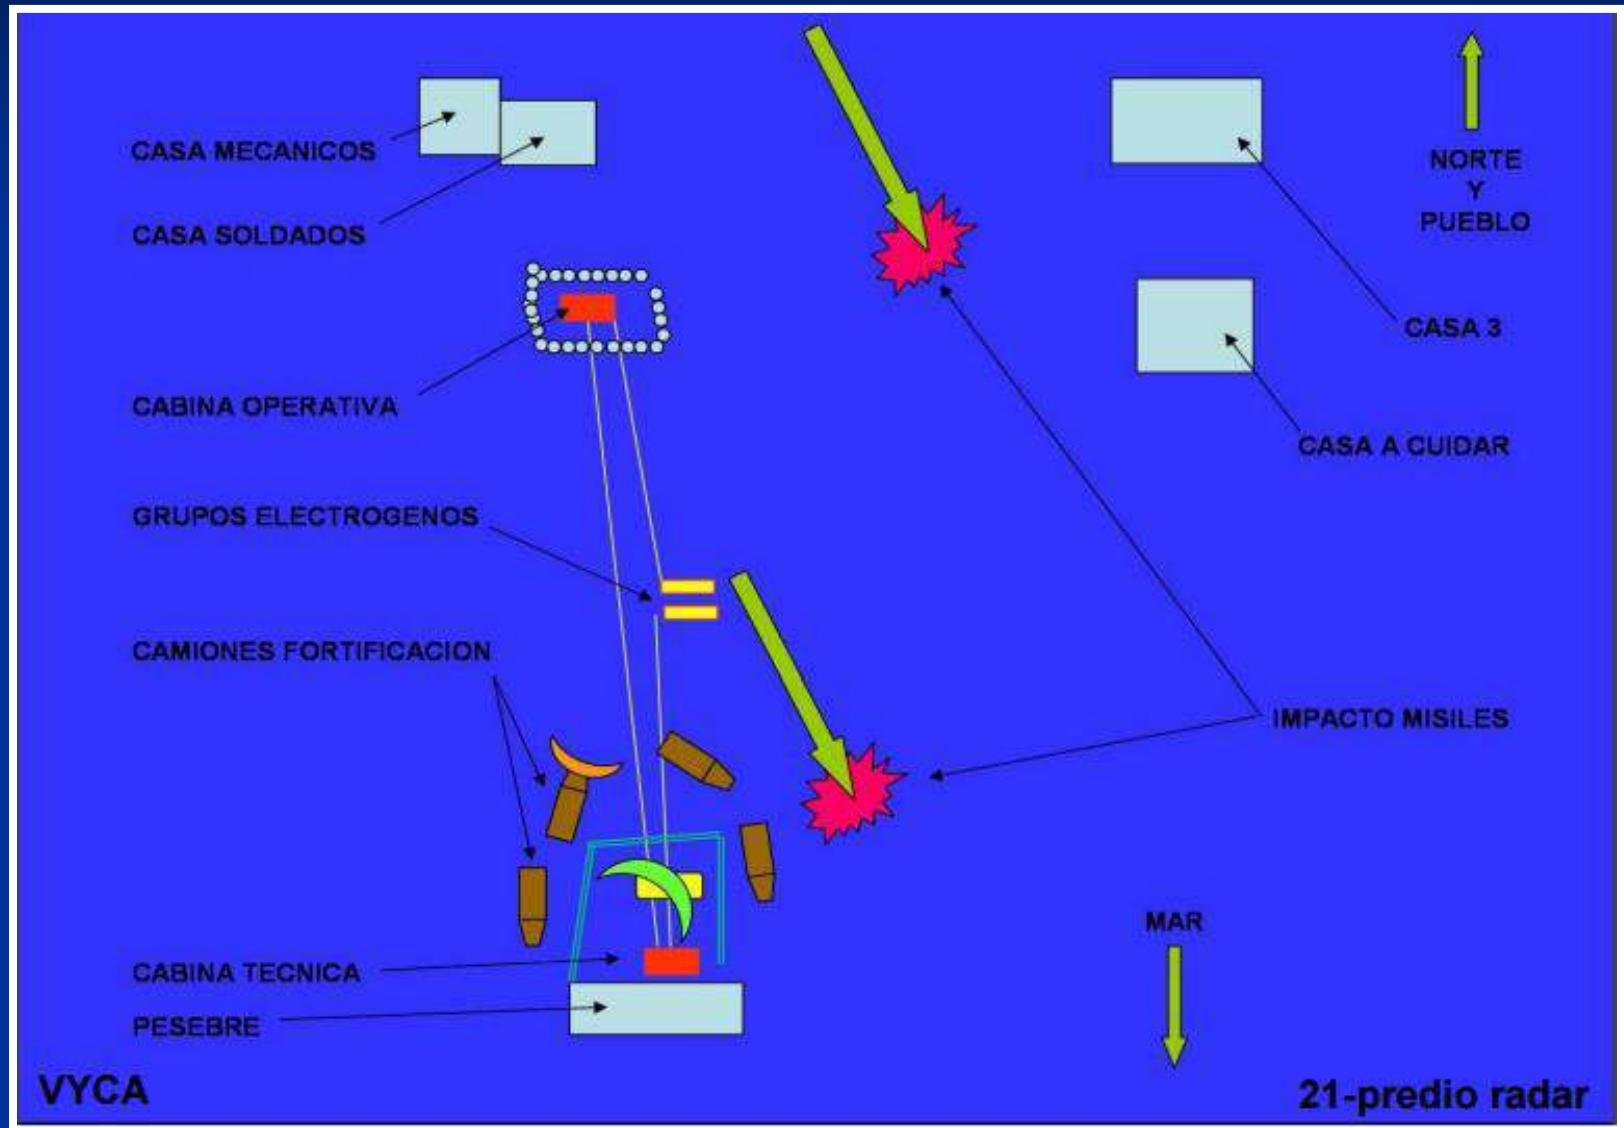 CASA MECANICOS
CASA SOLDADOS
CABINA OPERATIVA
GRUPOS ELECTROGENOS
CAMIONES FORTIFICACION
CABINA TECNICA
PESEBRE
NORTE
Y
PUEBLO
CASA 3
CASA A CUIDAR
IMPACTO MISILES
MAR
VYCA
21-predio radar